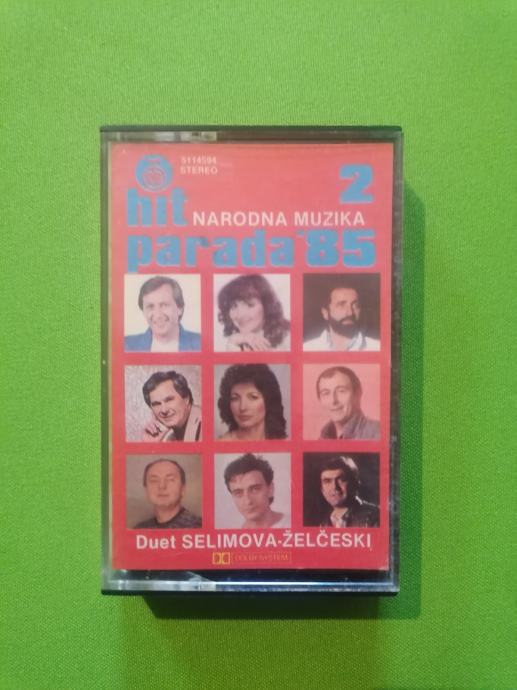 5114594
STEREO
2
hit NARODNA MUZIKA
parada '85
Duet SELIMOVA-ŽELČESKI
DOLBY SYSTEM